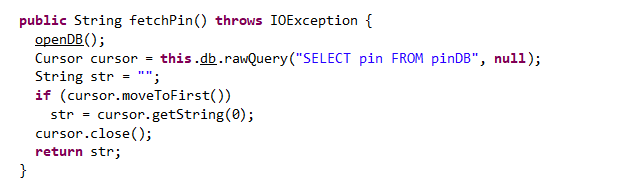 public String fetchPin() throws IOException {
  openDB();
  Cursor cursor = this.db.rawQuery("SELECT pin FROM pinDB", null);
  String str = "";
  if (cursor.moveToFirst())
    str = cursor.getString(0);
  cursor.close();
  return str;
}